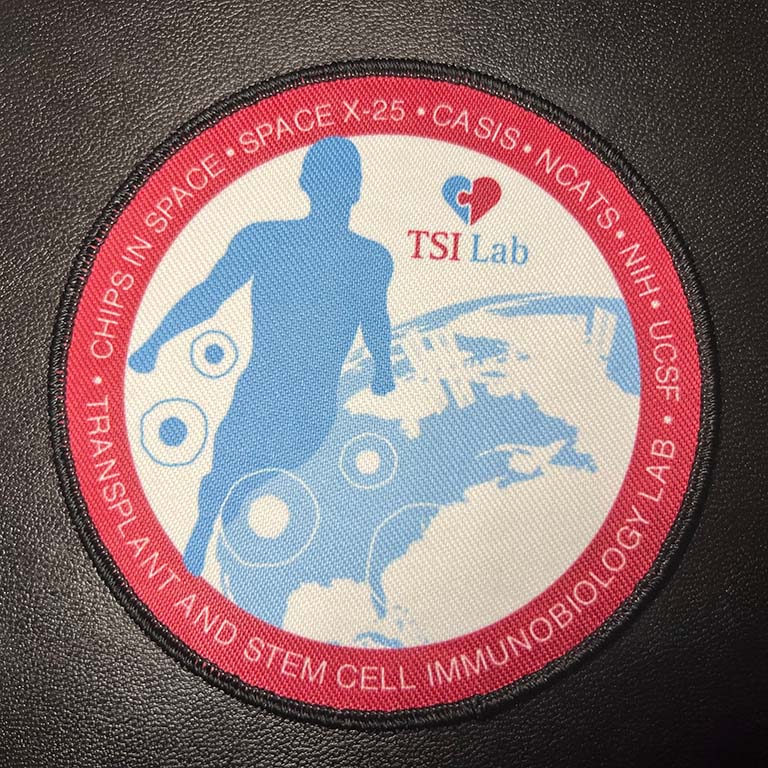 CHIPS IN SPACE • SPACE X-25 • CASIS • NCATS • NIH • UCSF •
TRANSPLANT AND STEM CELL IMMUNOBIOLOGY LAB •
TSI Lab